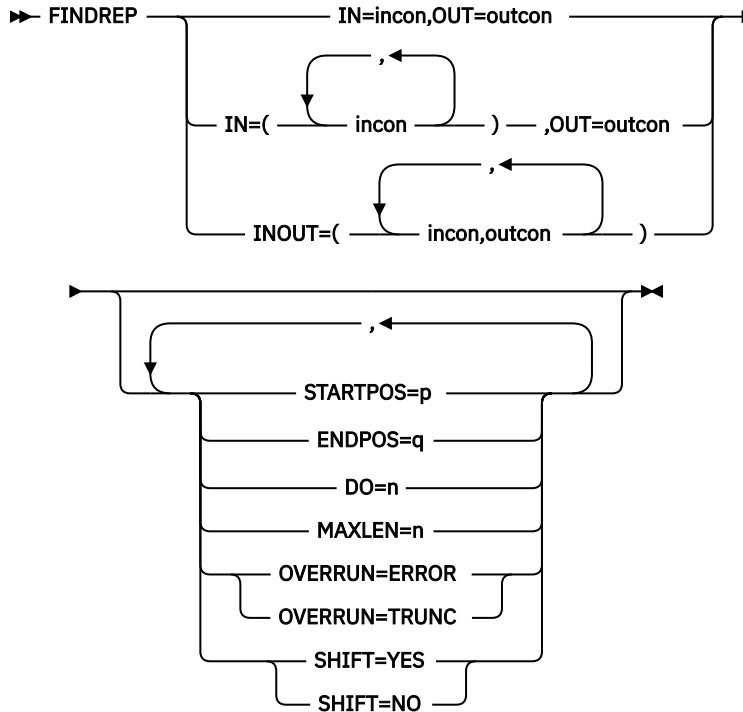 FINDREP IN=incon,OUT=outcon
,
IN=( incon ) ,OUT=outcon
,
INOUT=( incon,outcon )
,
STARTPOS=p
ENDPOS=q
DO=n
MAXLEN=n
OVERRUN=ERROR
OVERRUN=TRUNC
SHIFT=YES
SHIFT=NO